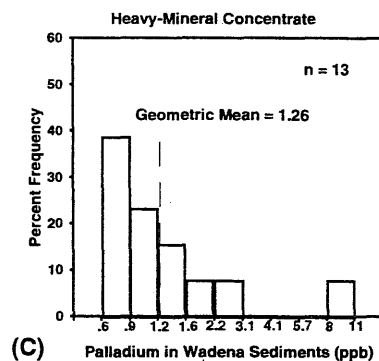 Heavy-Mineral Concentrate
60
50
40
30
20
10
0
Percent Frequency
n = 13
Geometric Mean = 1.26
.6 .9 1.2 1.6 2.2 3.1 4.1 5.7 8 11
(C) Palladium in Wadena Sediments (ppb)